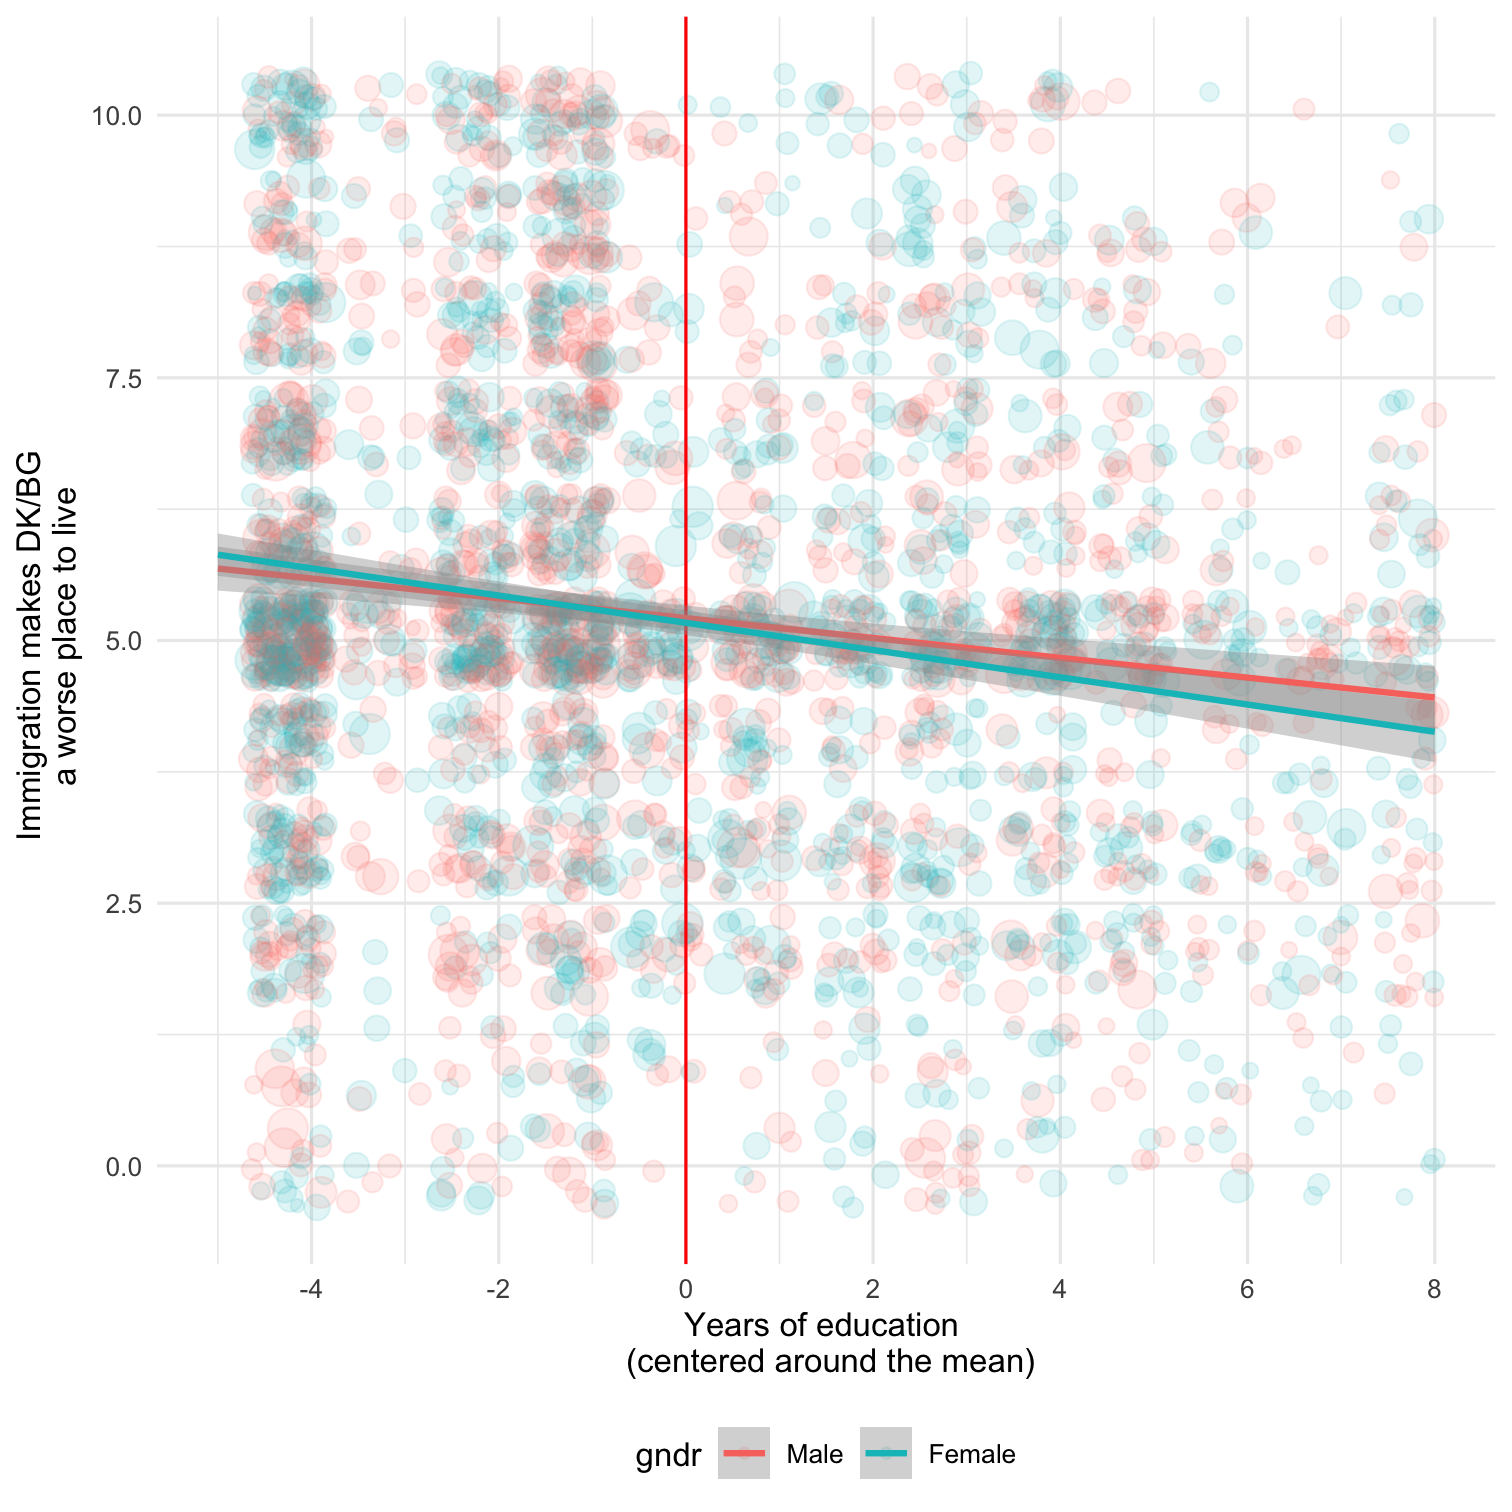 Immigration makes DK/BG
a worse place to live
10.0
7.5
5.0
2.5
0.0
-4
-2
0
2
4
6
8
Years of education
(centered around the mean)
gndr
Male
Female